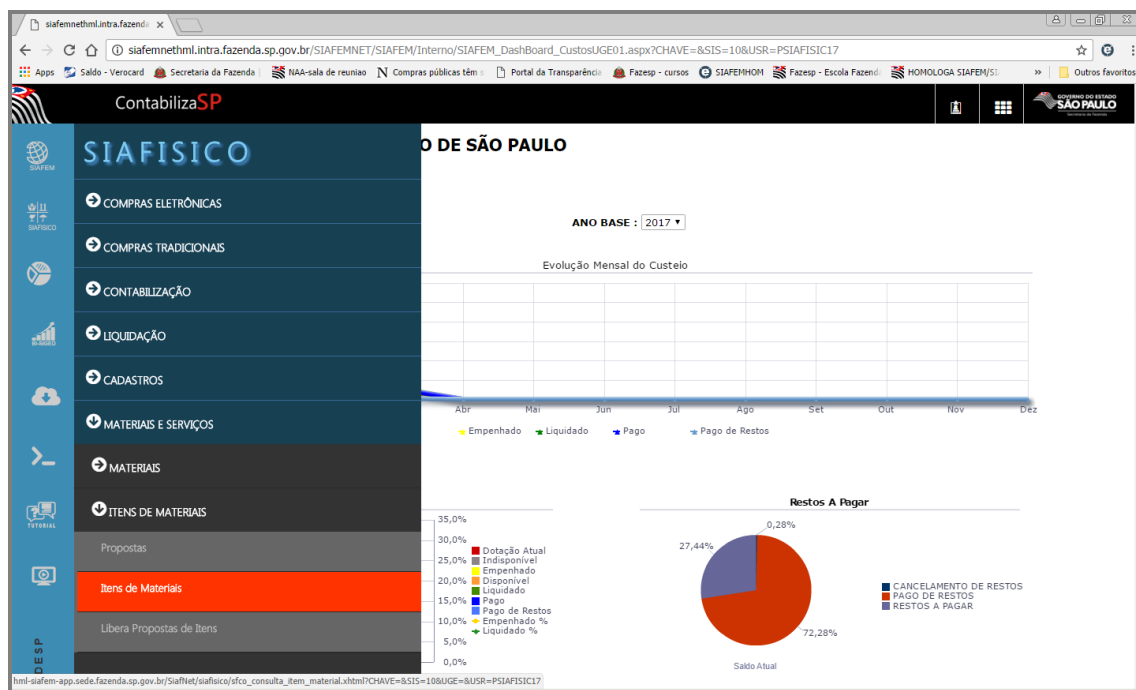 siafemnethml.intra.fazenda
siafemnethml.intra.fazenda.sp.gov.br/SIAFEMNET/SIAFEM/Interno/SIAFEM_DashBoard_CustosUGE01.aspx?CHAVE=&SIS=10&USR=PSIAFISIC17
Apps Saldo - Verocard Secretaria da Fazenda NAA-sala de reuniao Compras públicas têm Portal da Transparência Fazesp - cursos SIAFEMHOM Fazesp - Escola Fazend HOMOLOGA SIAFEM/SI » Outros favoritos
ContabilizaSP
GOVERNO DO ESTADO
SÃO PAULO
Secretaria da Fazenda
SIAFEM
SIAFISICO
TUTORIAL
SIAFISICO
COMPRAS ELETRÔNICAS
COMPRAS TRADICIONAIS
CONTABILIZAÇÃO
LIQUIDAÇÃO
CADASTROS
MATERIAIS E SERVIÇOS
MATERIAIS
ITENS DE MATERIAIS
Propostas
Itens de Materiais
Libera Propostas de Itens
O DE SÃO PAULO
ANO BASE : 2017
Evolução Mensal do Custeio
Abr Mai Jun Jul Ago Set Out Nov Dez
Empenhado Liquidado Pago Pago de Restos
35,0%
30,0%
25,0%
20,0%
15,0%
10,0%
5,0%
0,0%
Dotação Atual
Indisponível
Empenhado
Disponível
Liquidado
Pago
Pago de Restos
Empenhado %
Liquidado %
Restos A Pagar
0,28%
27,44%
72,28%
CANCELAMENTO DE RESTOS
PAGO DE RESTOS
RESTOS A PAGAR
Saldo Atual
hml-siafem-app.sede.fazenda.sp.gov.br/SiafNet/siafisico/sfco_consulta_item_material.xhtml?CHAVE=&SIS=10&UGE=&USR=PSIAFISIC17